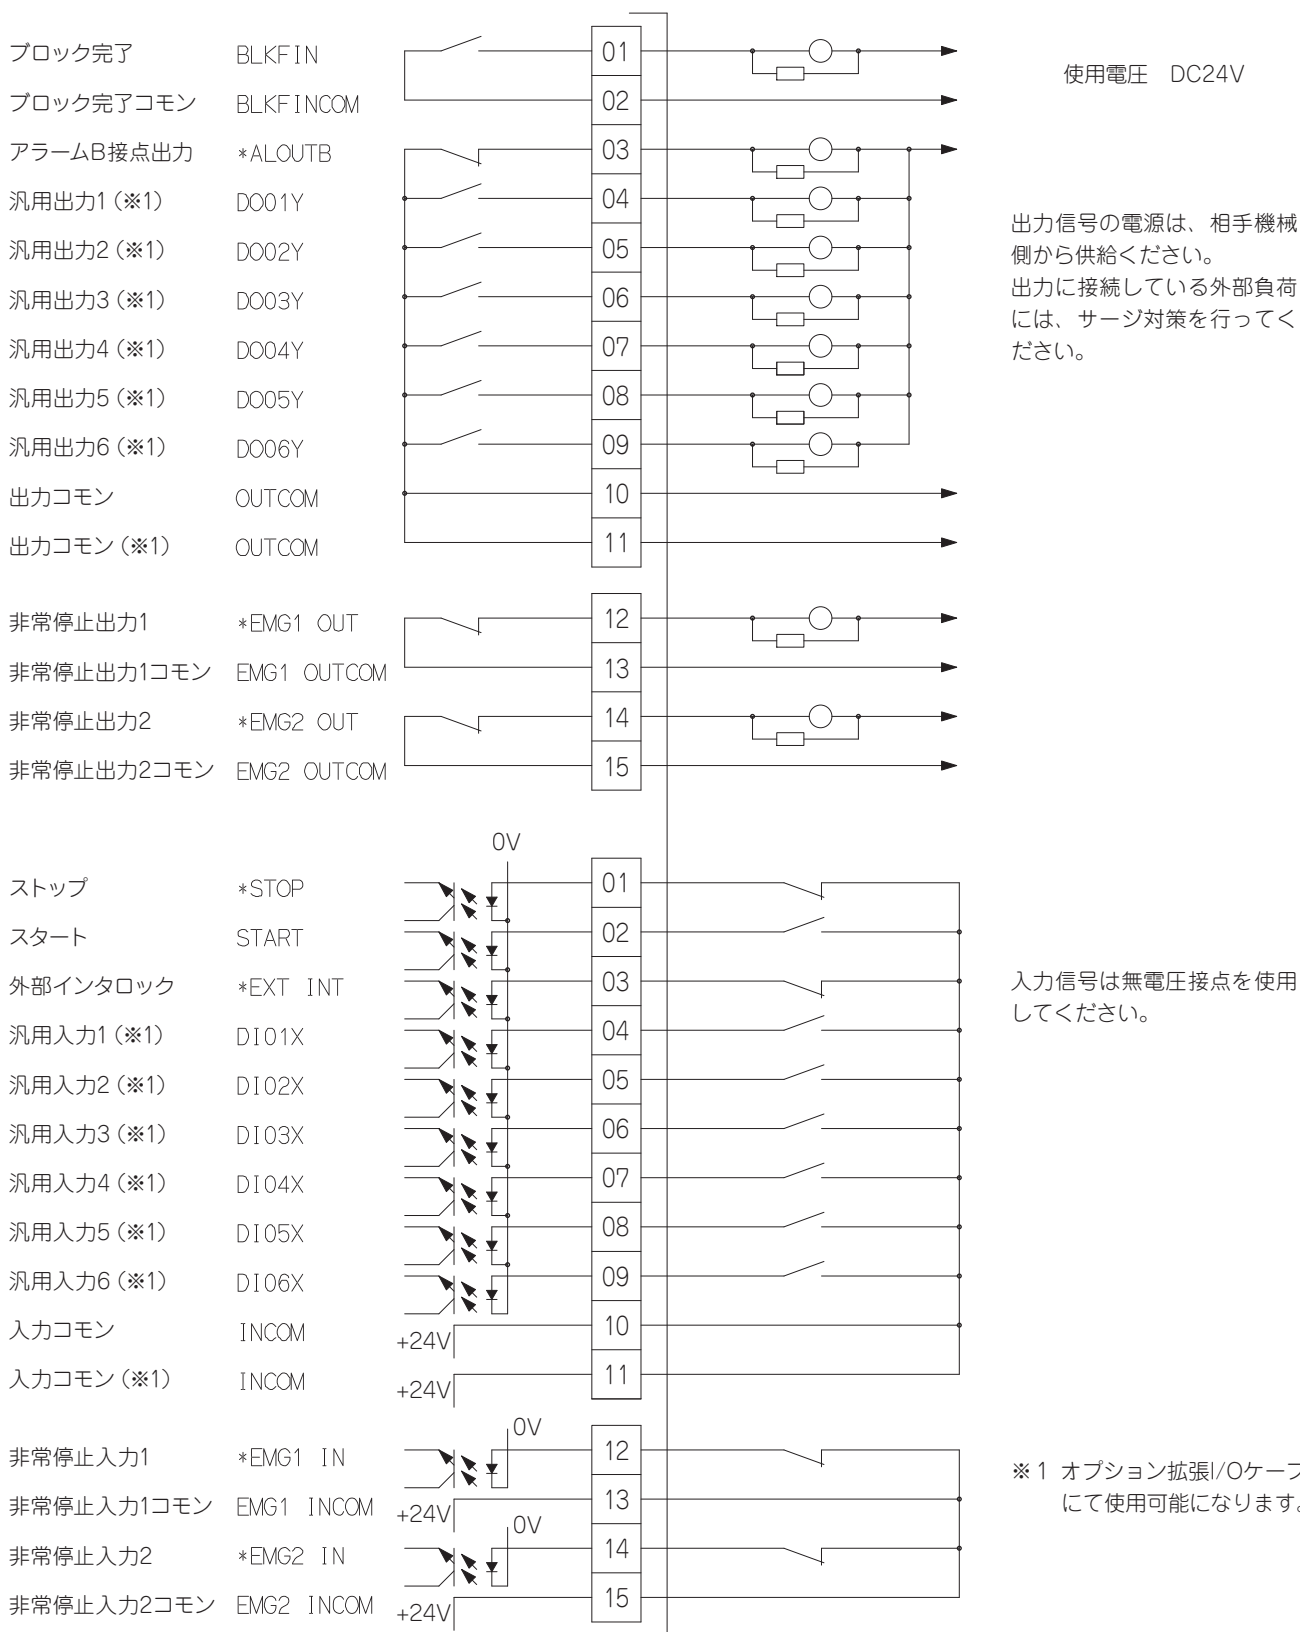 ブロック完了 BLKFIN 01
使用電圧 DC24V
ブロック完了コモン BLKFINCOM 02
アラームB接点出力 *ALOUTB 03
汎用出力1(※1) DO01Y 04
汎用出力2(※1) DO02Y 05
汎用出力3(※1) DO03Y 06
汎用出力4(※1) DO04Y 07
汎用出力5(※1) DO05Y 08
汎用出力6(※1) DO06Y 09
出力コモン OUTCOM 10
出力コモン(※1) OUTCOM 11
出力信号の電源は、相手機械
側から供給ください。
出力に接続している外部負荷
には、サージ対策を行ってく
ださい。
非常停止出力1 *EMG1 OUT 12
非常停止出力1コモン EMG1 OUTCOM 13
非常停止出力2 *EMG2 OUT 14
非常停止出力2コモン EMG2 OUTCOM 15
0V
ストップ *STOP 01
スタート START 02
外部インタロック *EXT INT 03
汎用入力1(※1) DI01X 04
汎用入力2(※1) DI02X 05
汎用入力3(※1) DI03X 06
汎用入力4(※1) DI04X 07
汎用入力5(※1) DI05X 08
汎用入力6(※1) DI06X 09
入力コモン INCOM +24V 10
入力コモン(※1) INCOM +24V 11
入力信号は無電圧接点を使用
してください。
0V
非常停止入力1 *EMG1 IN 12
非常停止入力1コモン EMG1 INCOM +24V 13
0V
非常停止入力2 *EMG2 IN 14
非常停止入力2コモン EMG2 INCOM +24V 15
※1 オプション拡張I/Oケーブ
にて使用可能になります。